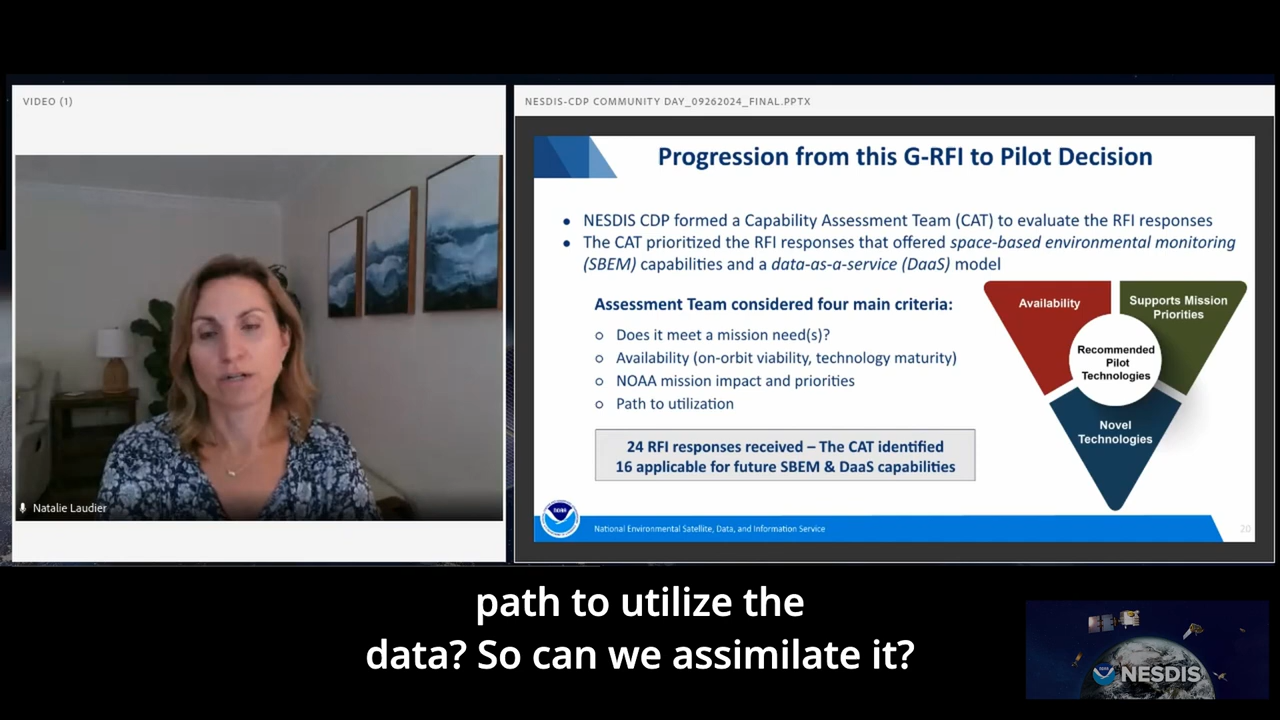 VIDEO (1)
NESDIS-CDP COMMUNITY DAY_09262024_FINAL.PPTX
Progression from this G-RFI to Pilot Decision
● NESDIS CDP formed a Capability Assessment Team (CAT) to evaluate the RFI responses
● The CAT prioritized the RFI responses that offered space-based environmental monitoring
(SBEM) capabilities and a data-as-a-service (DaaS) model
Assessment Team considered four main criteria:
○ Does it meet a mission need(s)?
○ Availability (on-orbit viability, technology maturity)
○ NOAA mission impact and priorities
○ Path to utilization
24 RFI responses received – The CAT identified
16 applicable for future SBEM & DaaS capabilities
Availability
Supports Mission
Priorities
Recommended
Pilot
Technologies
Novel
Technologies
Natalie Laudier
NOAA
National Environmental Satellite, Data, and Information Service
20
path to utilize the
data? So can we assimilate it?
NESDIS